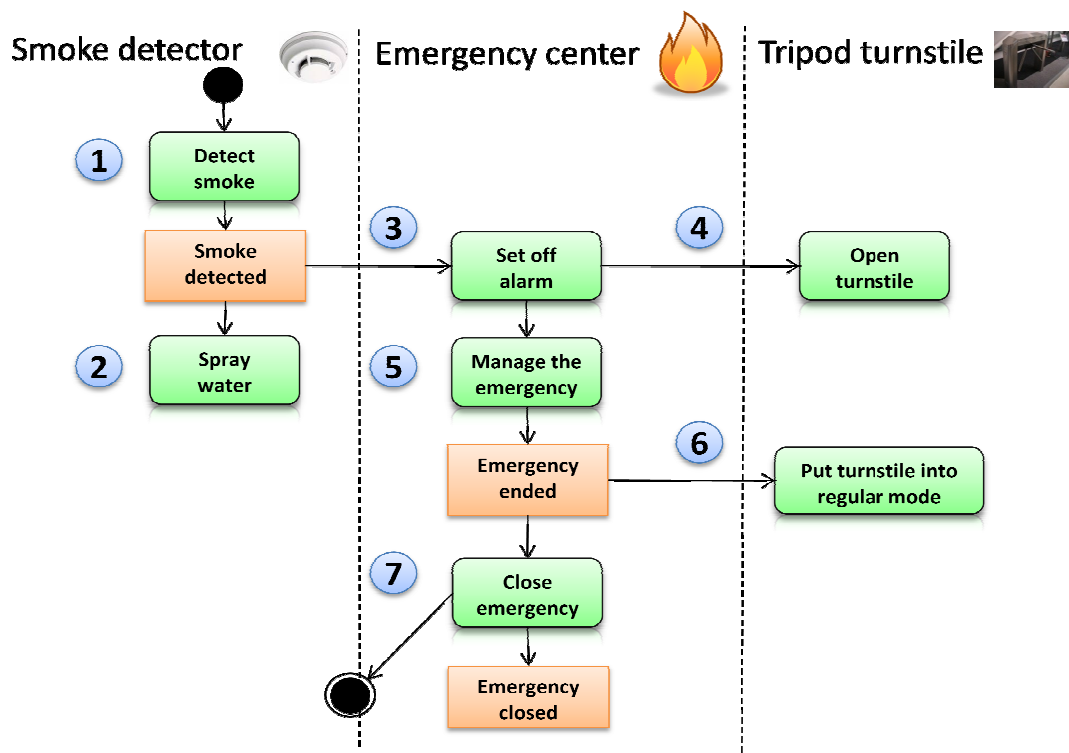 Smoke detector
Emergency center
Tripod turnstile
1
Detect
smoke
Smoke
detected
3
Set off
alarm
4
Open
turnstile
2
Spray
water
5
Manage the
emergency
Emergency
ended
6
Put turnstile into
regular mode
7
Close
emergency
Emergency
closed